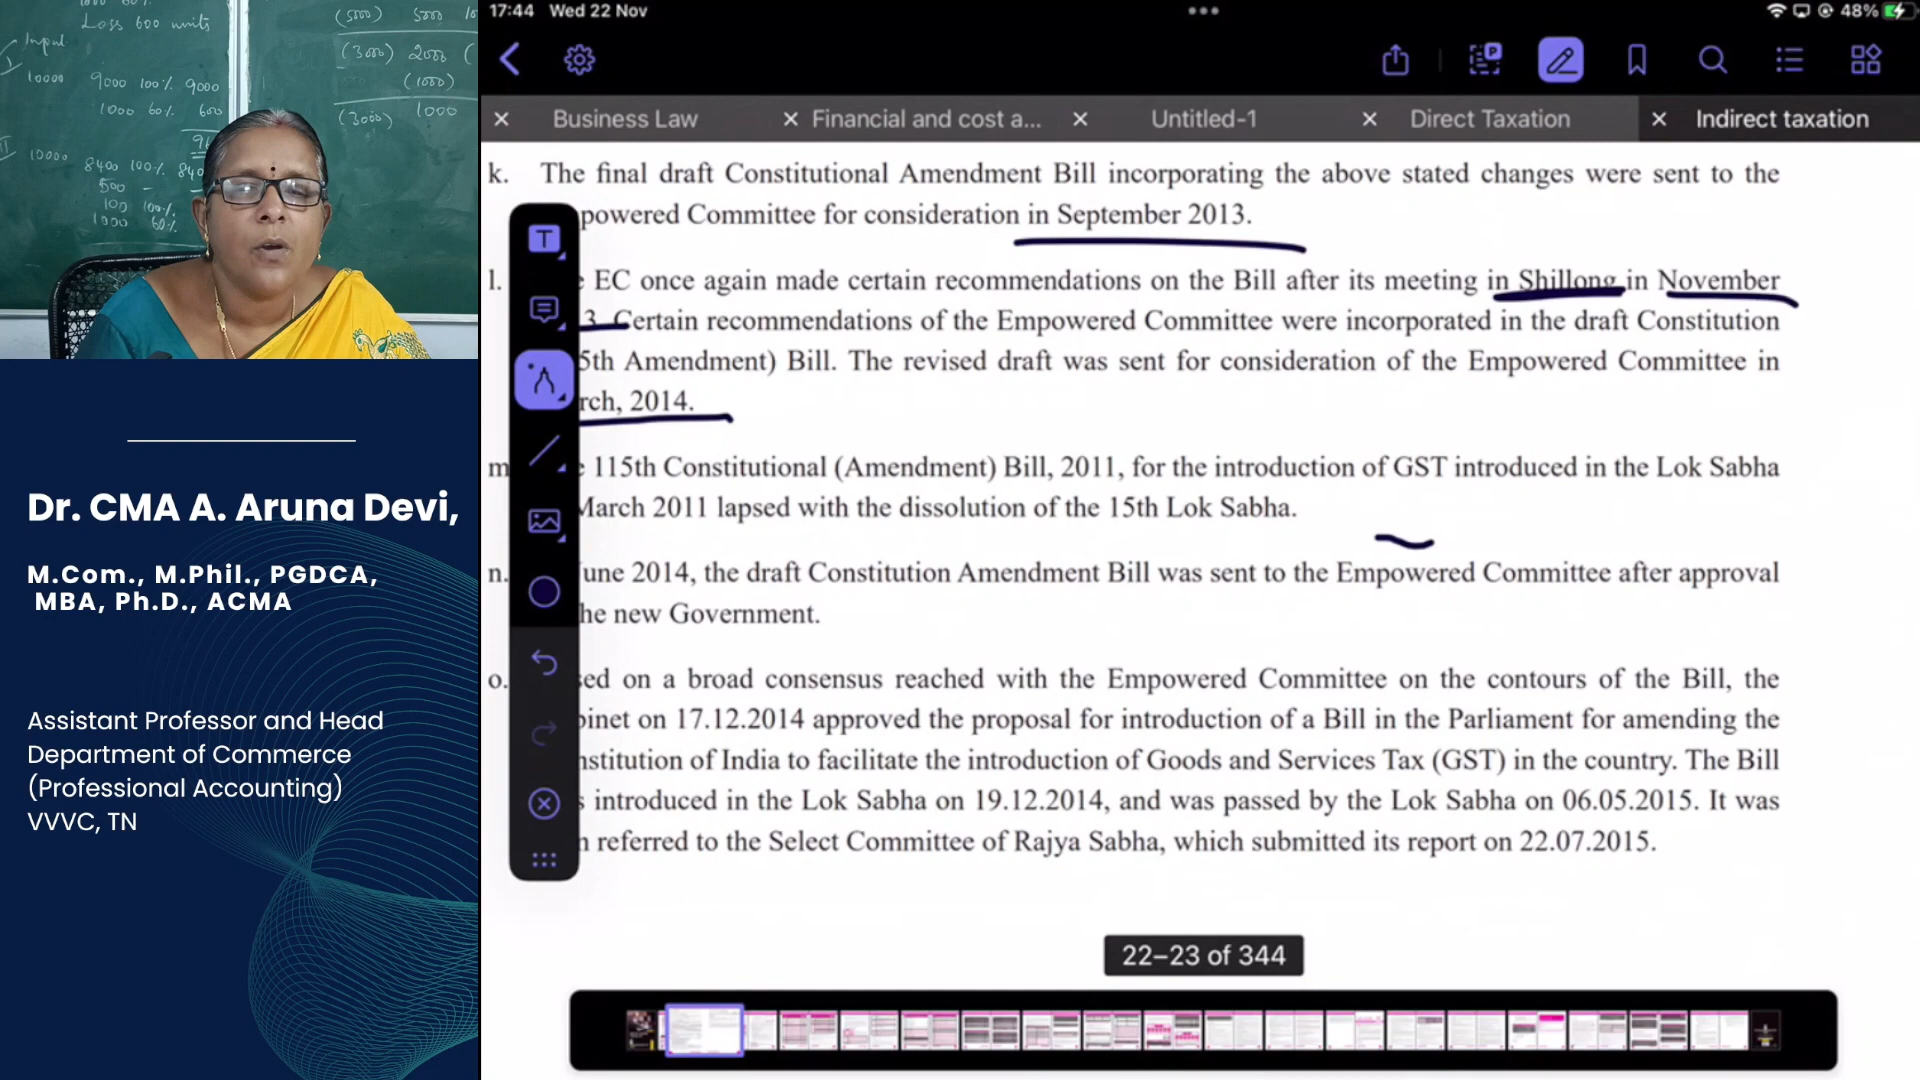 1000 60%
Loss 600 units
Input
10000 9000 100% 9000
1000 60% 600
II 10000 8400 100% 840
500 -
100 100%
1000 60%
(5000) 5000 10
(3000) 2000 (
(1000)
(3000) 1000
Dr. CMA A. Aruna Devi,
M.Com., M.Phil., PGDCA,
MBA, Ph.D., ACMA
Assistant Professor and Head
Department of Commerce
(Professional Accounting)
VVVC, TN
17:44 Wed 22 Nov
48%
Business Law
Financial and cost a...
Untitled-1
Direct Taxation
Indirect taxation
k. The final draft Constitutional Amendment Bill incorporating the above stated changes were sent to the
powered Committee for consideration in September 2013.
l. EC once again made certain recommendations on the Bill after its meeting in Shillong in November
3. Certain recommendations of the Empowered Committee were incorporated in the draft Constitution
5th Amendment) Bill. The revised draft was sent for consideration of the Empowered Committee in
rch, 2014.
m 115th Constitutional (Amendment) Bill, 2011, for the introduction of GST introduced in the Lok Sabha
March 2011 lapsed with the dissolution of the 15th Lok Sabha.
n. June 2014, the draft Constitution Amendment Bill was sent to the Empowered Committee after approval
he new Government.
o. sed on a broad consensus reached with the Empowered Committee on the contours of the Bill, the
binet on 17.12.2014 approved the proposal for introduction of a Bill in the Parliament for amending the
nstitution of India to facilitate the introduction of Goods and Services Tax (GST) in the country. The Bill
s introduced in the Lok Sabha on 19.12.2014, and was passed by the Lok Sabha on 06.05.2015. It was
n referred to the Select Committee of Rajya Sabha, which submitted its report on 22.07.2015.
22–23 of 344